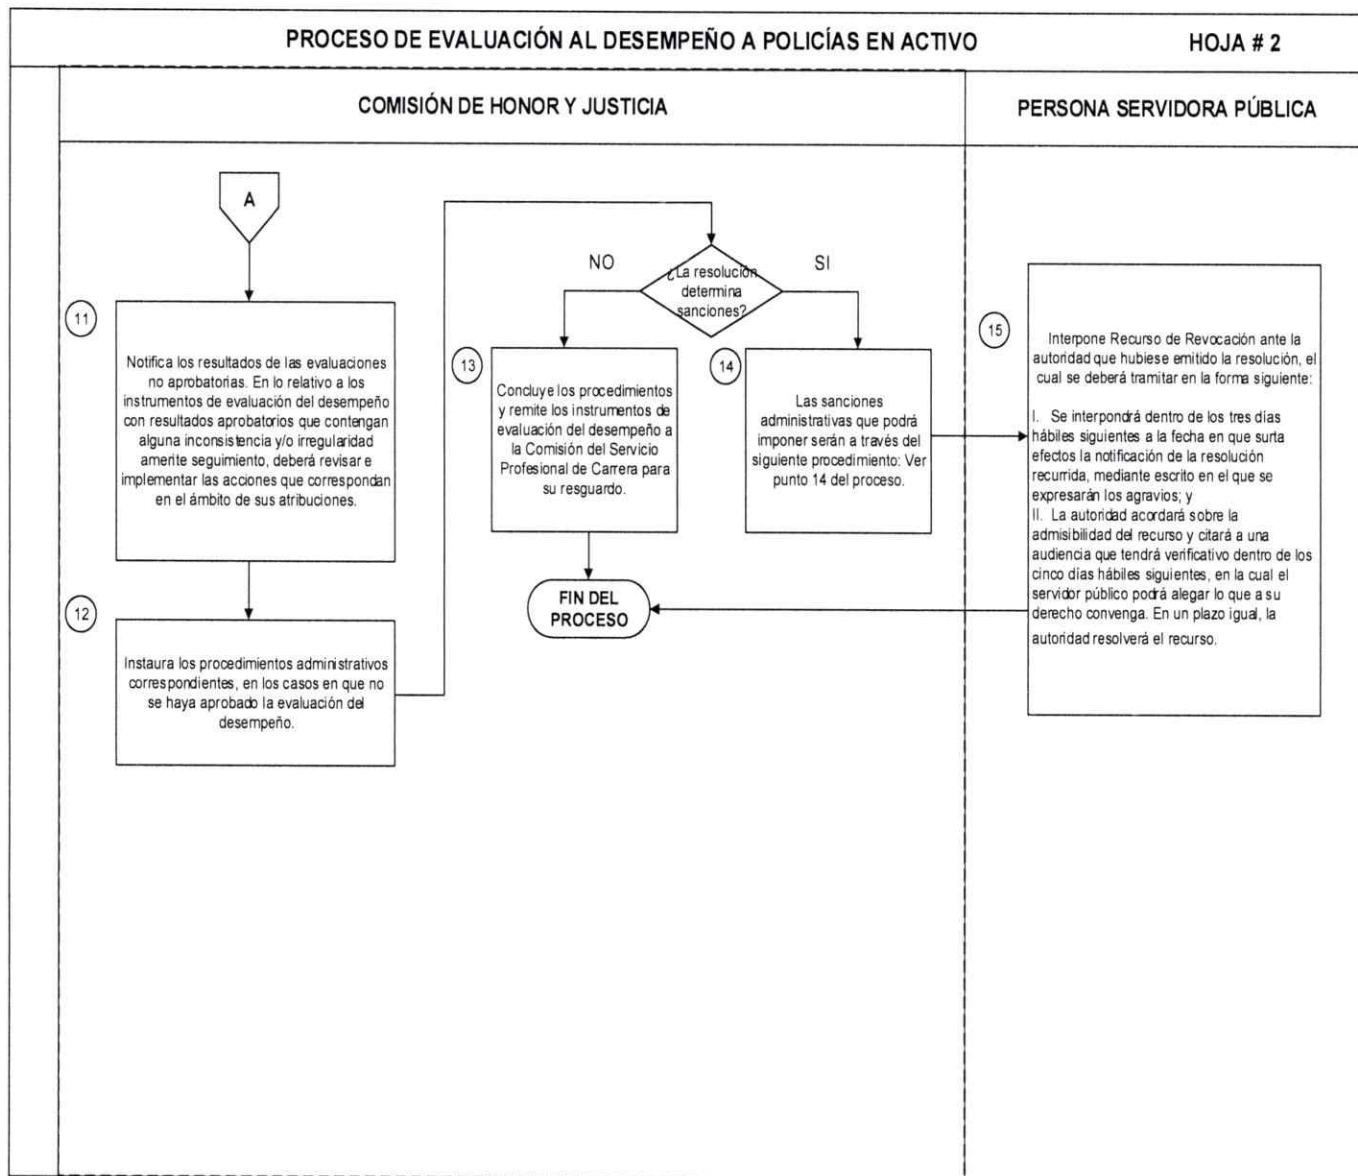 PROCESO DE EVALUACIÓN AL DESEMPEÑO A POLICÍAS EN ACTIVO
HOJA # 2
COMISIÓN DE HONOR Y JUSTICIA
PERSONA SERVIDORA PÚBLICA
A
11
Notifica los resultados de las evaluaciones
no aprobatorias. En lo relativo a los
instrumentos de evaluación del desempeño
con resultados aprobatorios que contengan
alguna inconsistencia y/o irregularidad
amerite seguimiento, deberá revisar e
implementar las acciones que correspondan
en el ámbito de sus atribuciones.
12
Instaura los procedimientos administrativos
correspondientes, en los casos en que no
se haya aprobado la evaluación del
desempeño.
NO
¿La resolución
determina
sanciones?
SI
13
Concluye los procedimientos
y remite los instrumentos de
evaluación del desempeño a
la Comisión del Servicio
Profesional de Carrera para
su resguardo.
14
Las sanciones
administrativas que podrá
imponer serán a través del
siguiente procedimiento: Ver
punto 14 del proceso.
FIN DEL
PROCESO
15
Interpone Recurso de Revocación ante la
autoridad que hubiese emitido la resolución, el
cual se deberá tramitar en la forma siguiente:
I. Se interpondrá dentro de los tres días
hábiles siguientes a la fecha en que surta
efectos la notificación de la resolución
recurrida, mediante escrito en el que se
expresarán los agravios; y
II. La autoridad acordará sobre la
admisibilidad del recurso y citará a una
audiencia que tendrá verificativo dentro de los
cinco días hábiles siguientes, en la cual el
servidor público podrá alegar lo que a su
derecho convenga. En un plazo igual, la
autoridad resolverá el recurso.